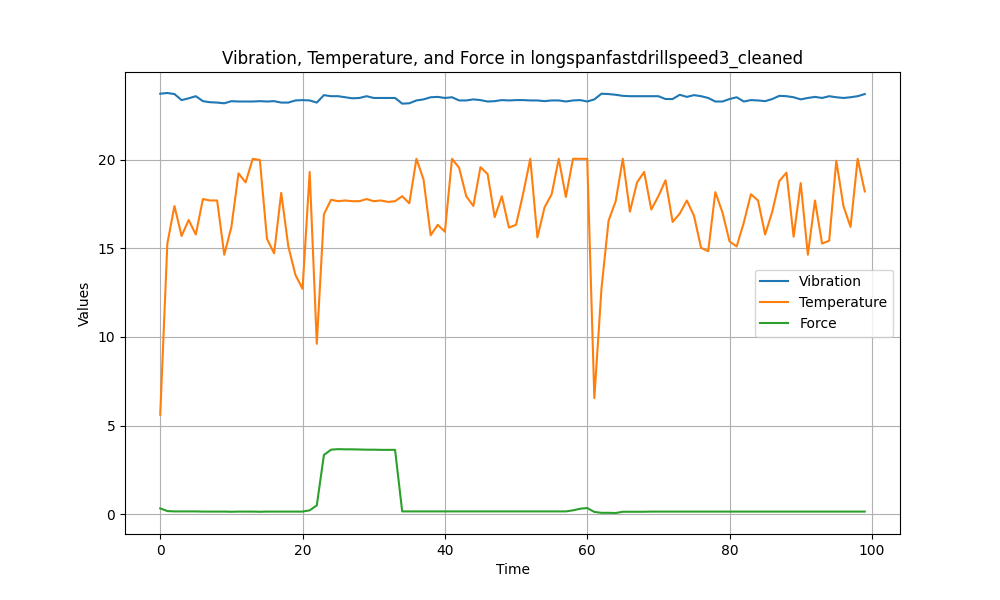 Vibration, Temperature, and Force in longspanfastdrillspeed3_cleaned
Values
20
15
10
5
0
Vibration
Temperature
Force
0 20 40 60 80 100
Time